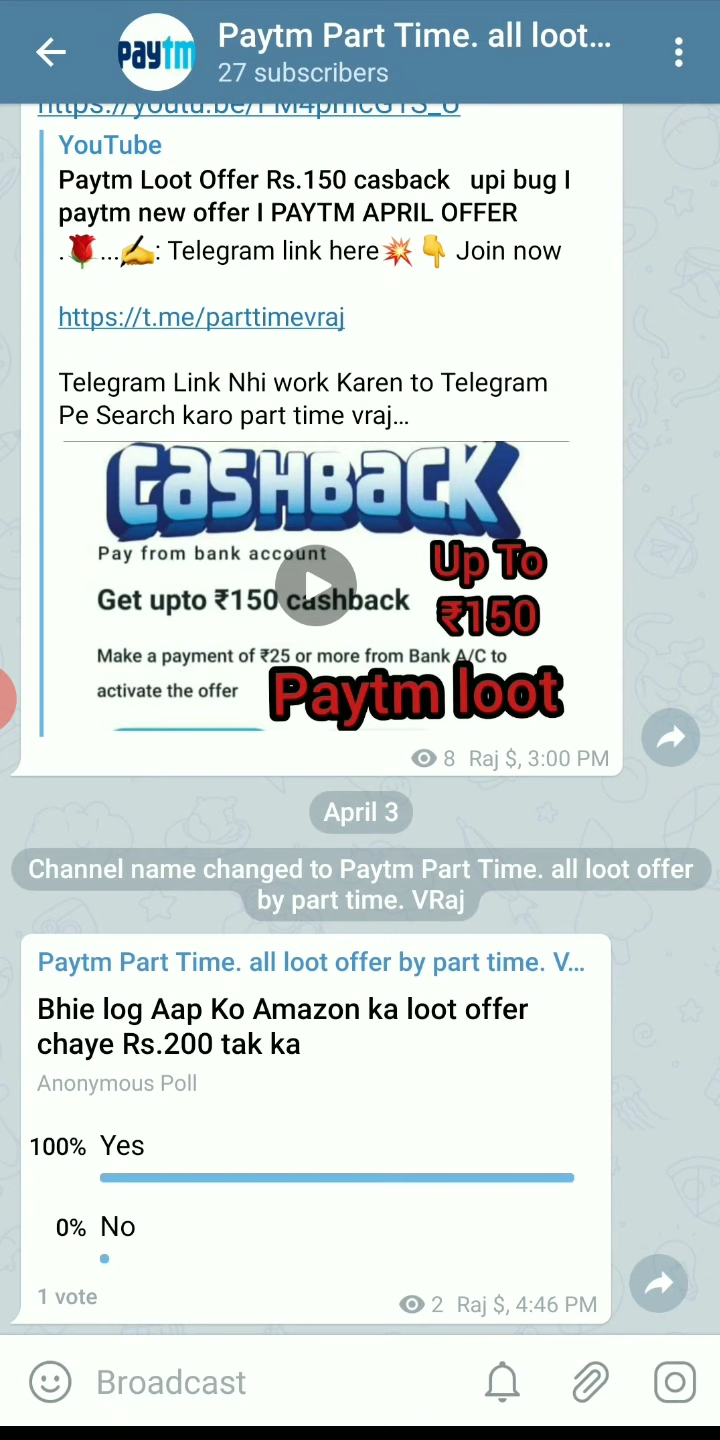 Paytm Part Time. all loot...
paytm
27 subscribers
YouTube
Paytm Loot Offer Rs.150 casback upi bug I
paytm new offer I PAYTM APRIL OFFER
.🌹...✍️: Telegram link here💥👇 Join now
https://t.me/parttimevraj
Telegram Link Nhi work Karen to Telegram
Pe Search karo part time vraj...
CASHBACK
Pay from bank account
Up To
Get upto ₹150 cashback
₹150
Make a payment of ₹25 or more from Bank A/C to
activate the offer
Paytm loot
8 Raj $, 3:00 PM
April 3
Channel name changed to Paytm Part Time. all loot offer
by part time. VRaj
Paytm Part Time. all loot offer by part time. V...
Bhie log Aap Ko Amazon ka loot offer
chaye Rs.200 tak ka
Anonymous Poll
100% Yes
0% No
1 vote
2 Raj $, 4:46 PM
Broadcast